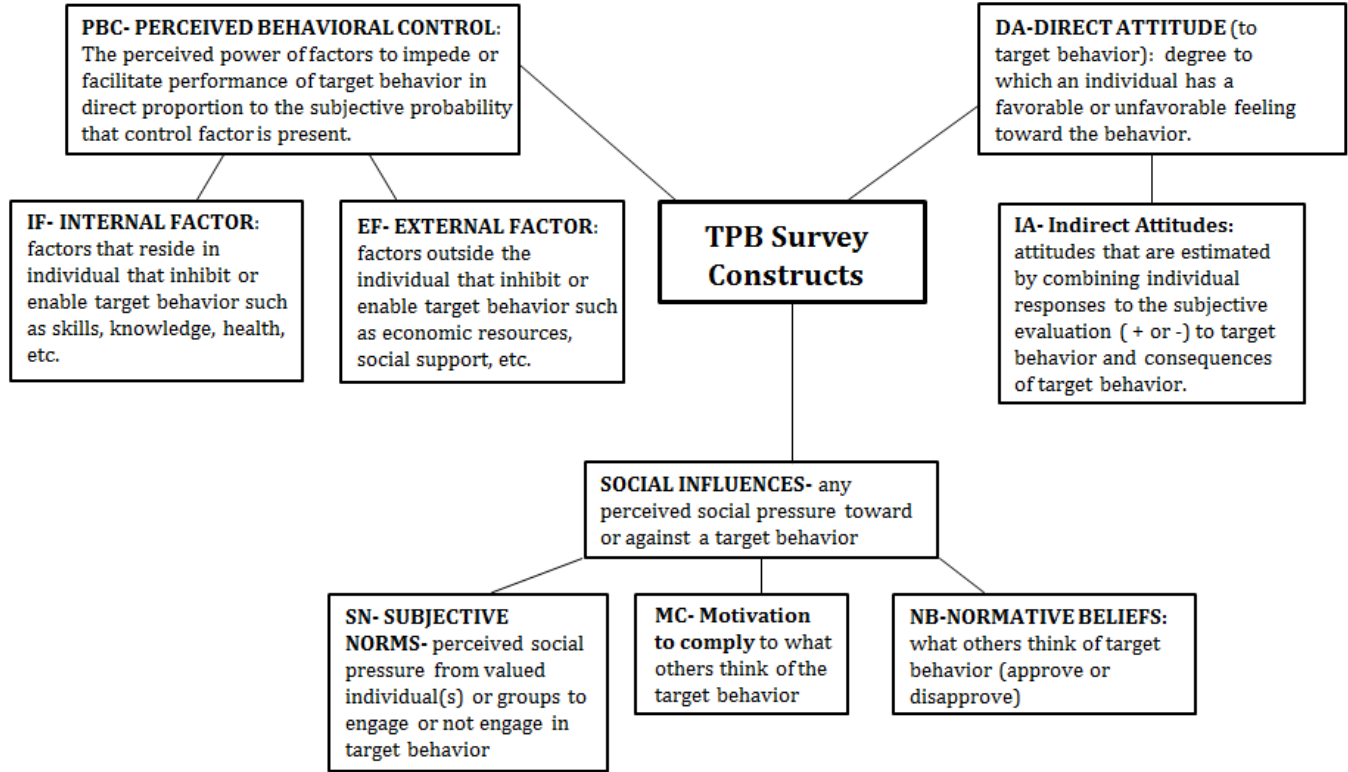 PBC- PERCEIVED BEHAVIORAL CONTROL:
The perceived power of factors to impede or
facilitate performance of target behavior in
direct proportion to the subjective probability
that control factor is present.
DA-DIRECT ATTITUDE (to
target behavior): degree to
which an individual has a
favorable or unfavorable feeling
toward the behavior.
IF- INTERNAL FACTOR:
factors that reside in
individual that inhibit or
enable target behavior such
as skills, knowledge, health,
etc.
EF- EXTERNAL FACTOR:
factors outside the
individual that inhibit or
enable target behavior such
as economic resources,
social support, etc.
TPB Survey
Constructs
IA- Indirect Attitudes:
attitudes that are estimated
by combining individual
responses to the subjective
evaluation ( + or -) to target
behavior and consequences
of target behavior.
SOCIAL INFLUENCES- any
perceived social pressure toward
or against a target behavior
SN- SUBJECTIVE
NORMS- perceived social
pressure from valued
individual(s) or groups to
engage or not engage in
target behavior
MC- Motivation
to comply to what
others think of the
target behavior
NB-NORMATIVE BELIEFS:
what others think of target
behavior (approve or
disapprove)